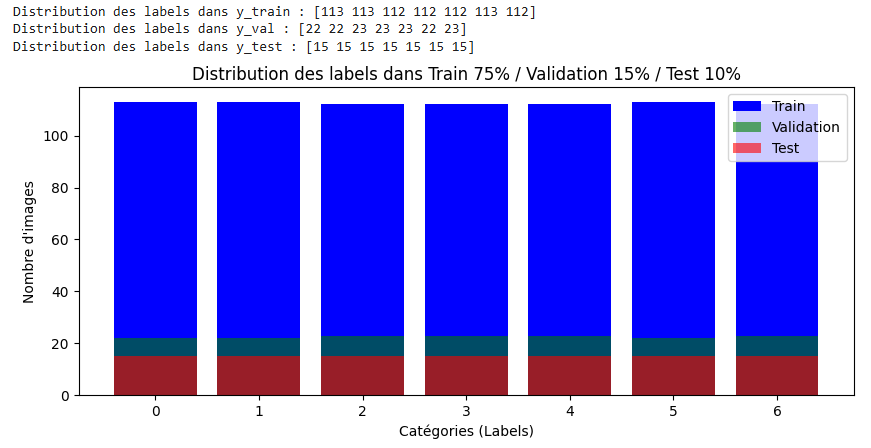 Distribution des labels dans y_train : [113 113 112 112 112 113 112]
Distribution des labels dans y_val : [22 22 23 23 23 22 23]
Distribution des labels dans y_test : [15 15 15 15 15 15 15]
Distribution des labels dans Train 75% / Validation 15% / Test 10%
Train
Validation
Test
Nombre d'images
100
80
60
40
20
0
0 1 2 3 4 5 6
Catégories (Labels)